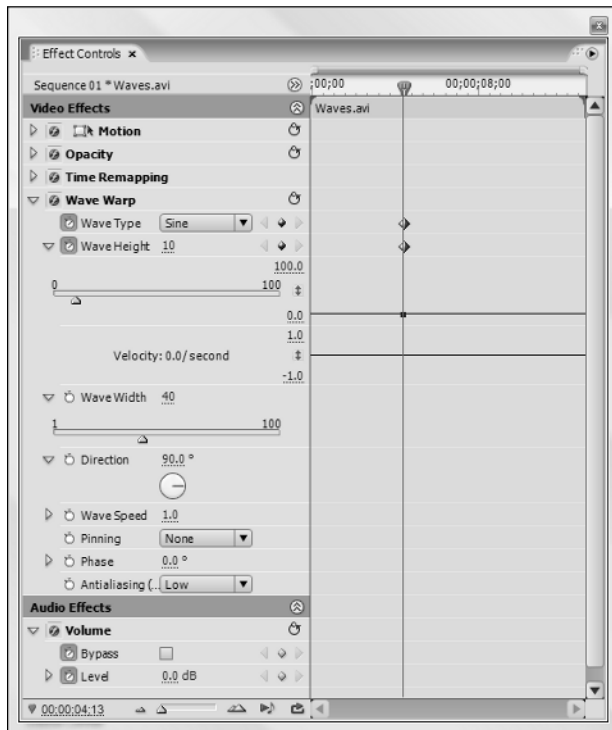 Effect Controls
Sequence 01 * Waves.avi
;00;00 00;00;08;00
Video Effects
Waves.avi
Motion
Opacity
Time Remapping
Wave Warp
Wave Type Sine
Wave Height 10
100.0
0 100
0.0
1.0
Velocity: 0.0/ second
-1.0
Wave Width 40
1 100
Direction 90.0 °
Wave Speed 1.0
Pinning None
Phase 0.0 °
Antialiasing (.. Low
Audio Effects
Volume
Bypass
Level 0.0 dB
00;00;04;13